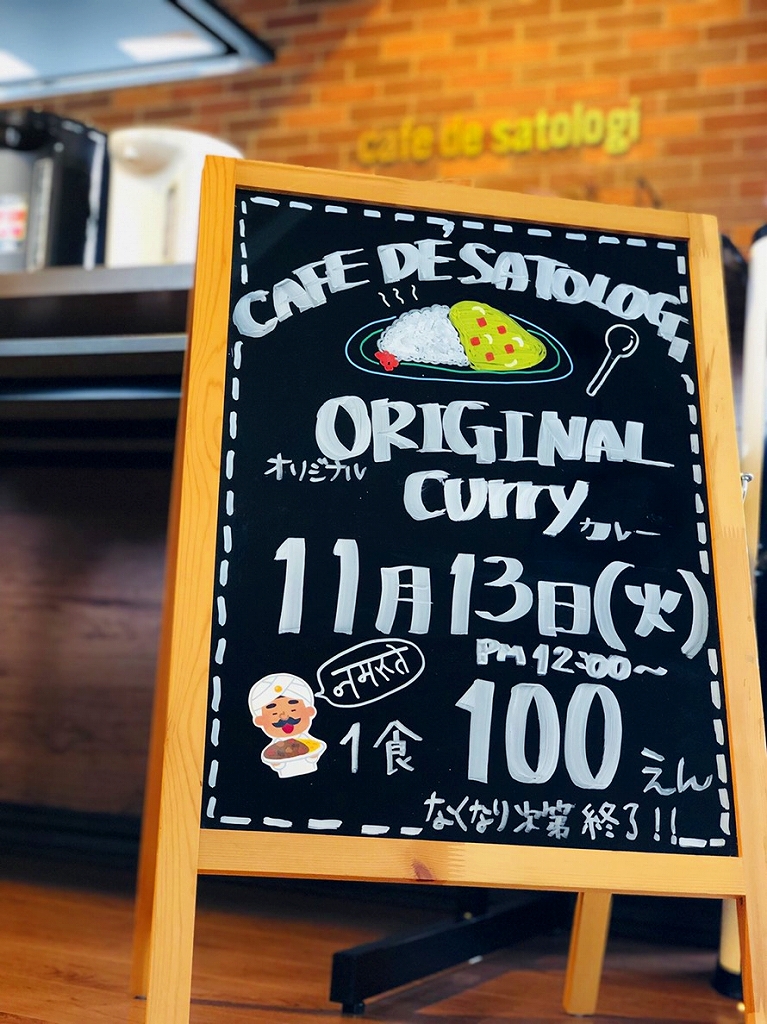 cafe de satologi
CAFE DE SATOLOGI
ORIGINAL
オリジナル
Curry カレー
11月13日(火)
PM 12:00~
नमस्ते
1食 100 えん
なくなり次第 終了!!